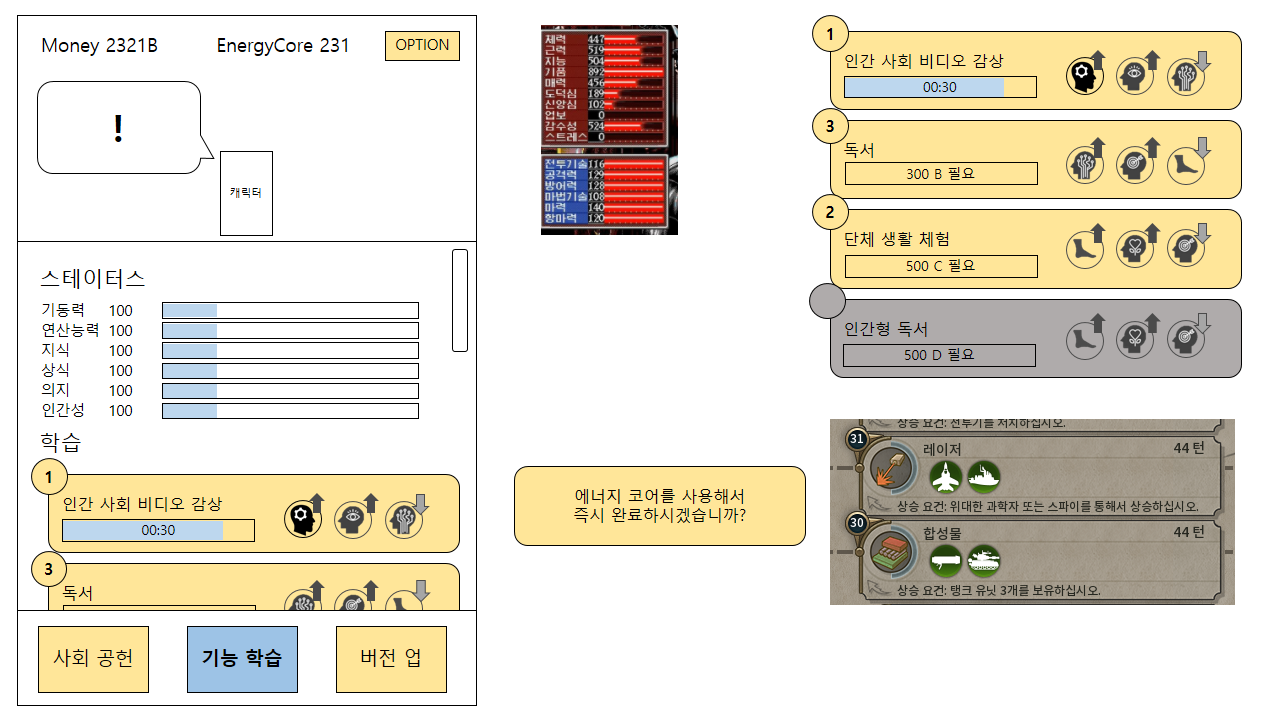 Money 2321B
EnergyCore 231
OPTION
!
캐릭터
스테이터스
기동력 100
연산능력 100
지식 100
상식 100
의지 100
인간성 100
학습
1
인간 사회 비디오 감상
00:30
3
독서
사회 공헌
기능 학습
버전 업
체력 447
근력 519
지능 504
기품 892
매력 456
도덕심 189
신앙심 102
업보 0
감수성 524
스트레스 0
전투기술 116
공격력 129
방어력 128
마법기술 108
마력 140
항마력 120
에너지 코어를 사용해서
즉시 완료하시겠습니까?
1
인간 사회 비디오 감상
00:30
3
독서
300 B 필요
2
단체 생활 체험
500 C 필요
인간형 독서
500 D 필요
상승 요건: 전투기를 처치하십시오.
31
레이저
44 턴
상승 요건: 위대한 과학자 또는 스파이를 통해서 상승하십시오.
30
합성물
44 턴
상승 요건: 탱크 유닛 3개를 보유하십시오.